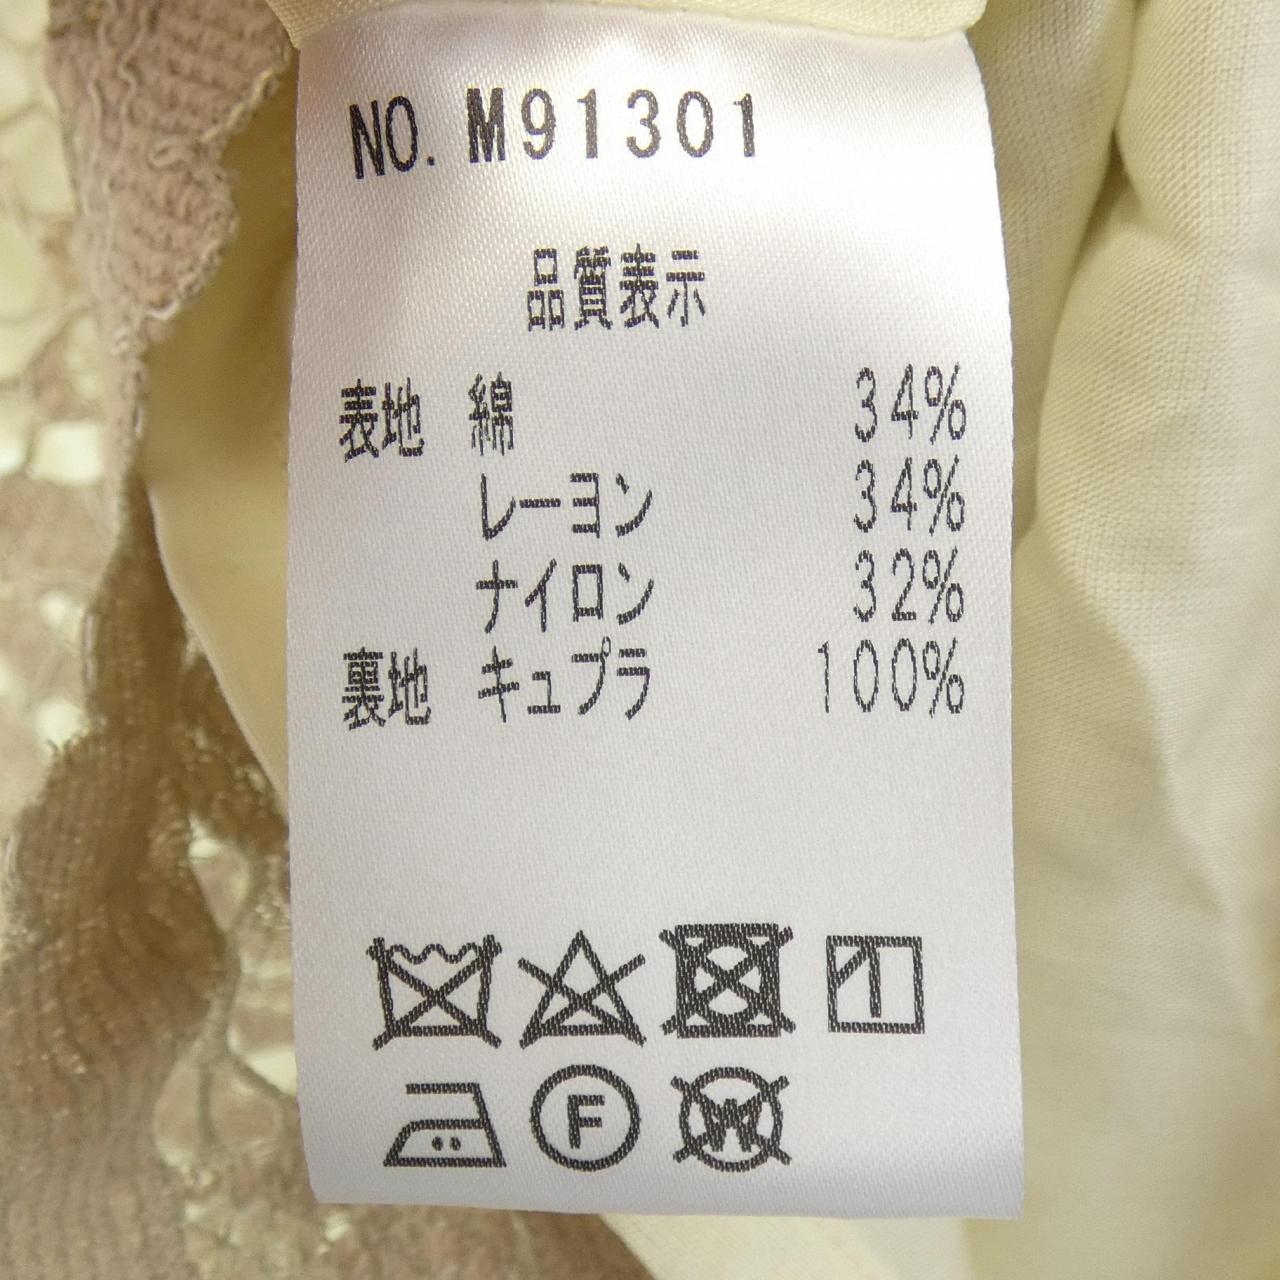 NO. M91301
品質表示
表地 綿 34%
レーヨン 34%
ナイロン 32%
裏地 キュプラ 100%
F W